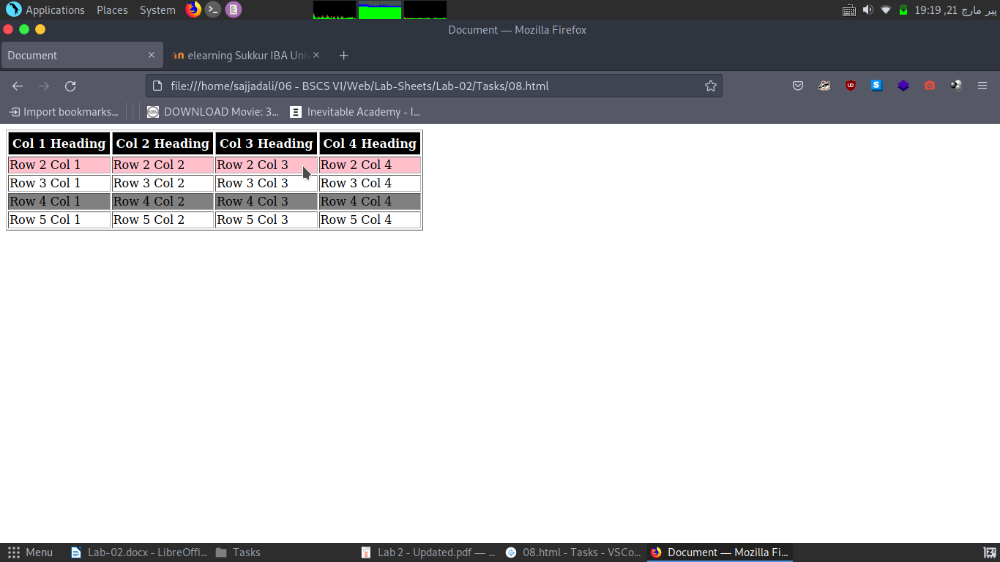 Applications Places System پیر مارچ 21, 19:19
Document — Mozilla Firefox
Document elearning Sukkur IBA Univ
file:///home/sajjadali/06 - BSCS VI/Web/Lab-Sheets/Lab-02/Tasks/08.html
Import bookmarks... DOWNLOAD Movie: 3... Inevitable Academy - I...
Col 1 Heading Col 2 Heading Col 3 Heading Col 4 Heading
Row 2 Col 1 Row 2 Col 2 Row 2 Col 3 Row 2 Col 4
Row 3 Col 1 Row 3 Col 2 Row 3 Col 3 Row 3 Col 4
Row 4 Col 1 Row 4 Col 2 Row 4 Col 3 Row 4 Col 4
Row 5 Col 1 Row 5 Col 2 Row 5 Col 3 Row 5 Col 4
Menu Lab-02.docx - LibreOffi... Tasks Lab 2 - Updated.pdf — ... 08.html - Tasks - VSCo... Document — Mozilla Fi...